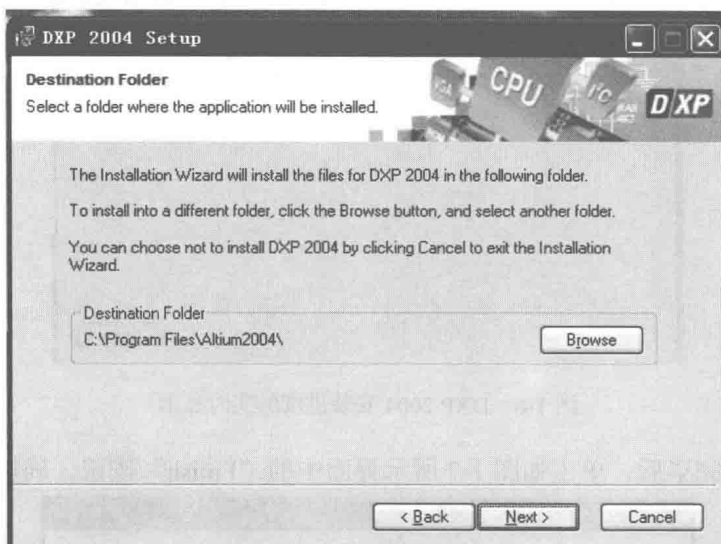 DXP 2004 Setup
Destination Folder
Select a folder where the application will be installed.
VGA
CPU
I²C
DXP
The Installation Wizard will install the files for DXP 2004 in the following folder.
To install into a different folder, click the Browse button, and select another folder.
You can choose not to install DXP 2004 by clicking Cancel to exit the Installation
Wizard.
Destination Folder
C:\Program Files\Altium2004\
Browse
< Back
Next >
Cancel